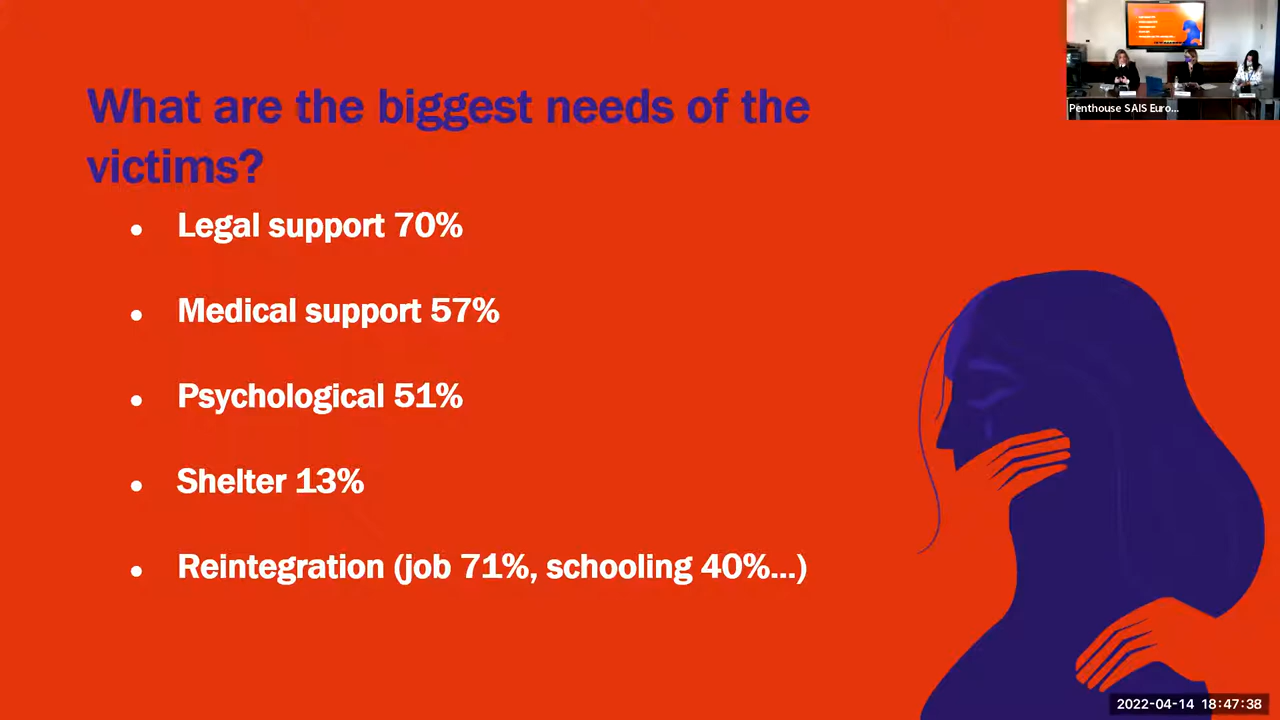 What are the biggest needs of the
victims?
• Legal support 70%
• Medical support 57%
• Psychological 51%
• Shelter 13%
• Reintegration (job 71%, schooling 40%...)
Penthouse SAIS Euro...
2022-04-14 18:47:38